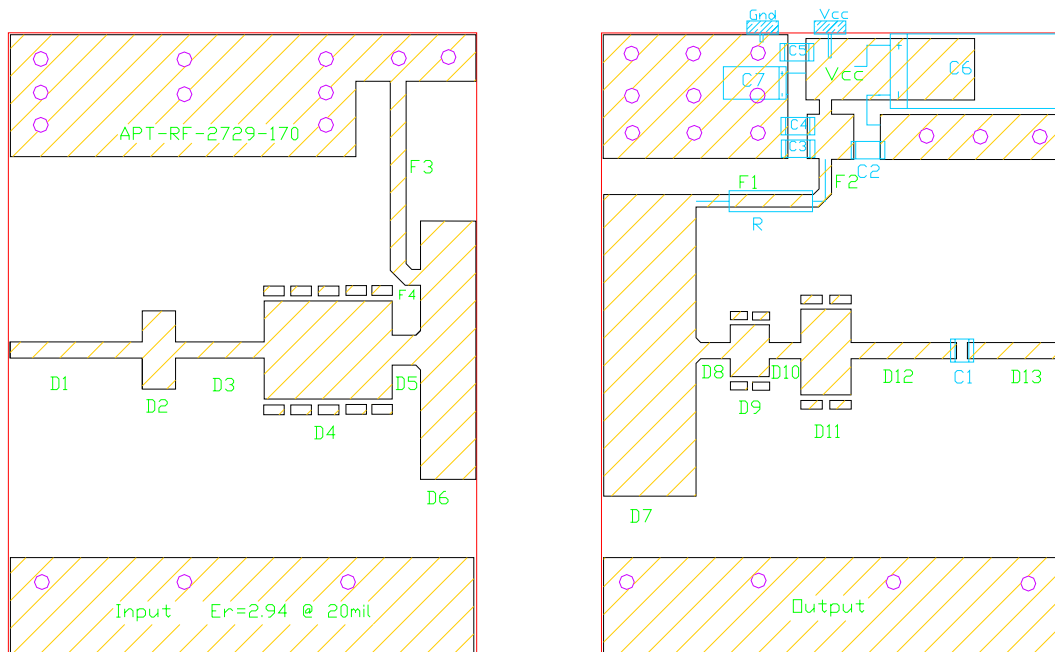 Gnd
Vcc
C5
Vcc
C6
C7
APT-RF-2729-170
C4
C3
C2
F3
F1
F2
R
F4
D1
D2
D3
D4
D5
D6
D7
D8
D9
D10
D11
D12
C1
D13
Input Er=2.94 @ 20mil
Output